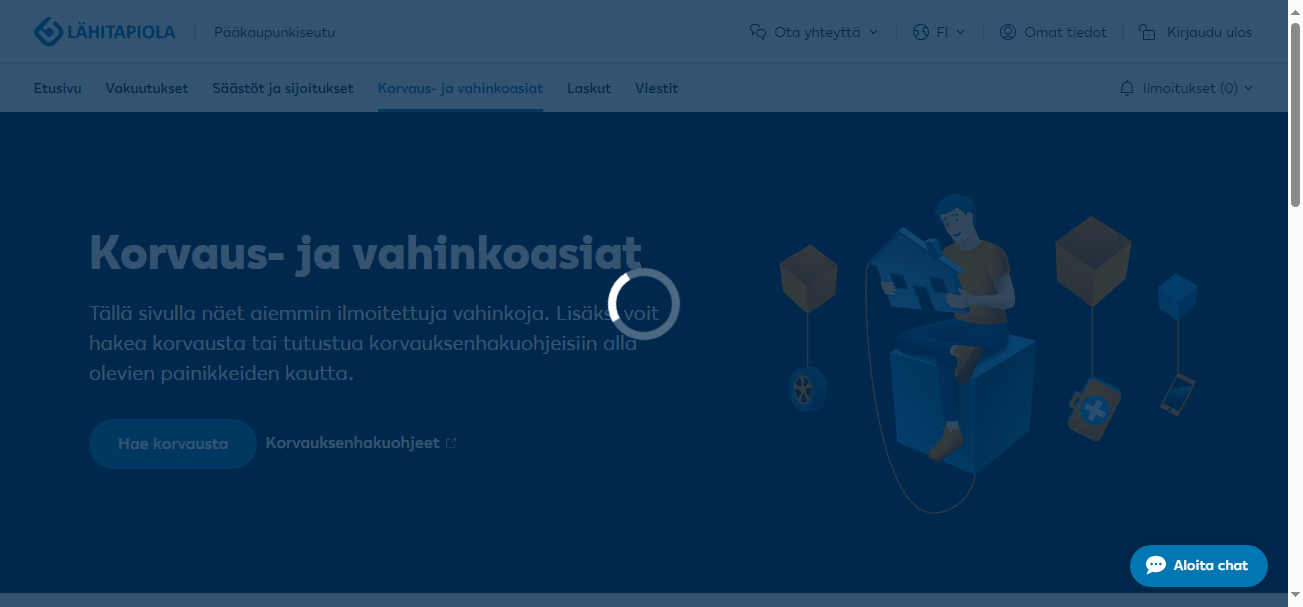 LÄHITAPIOLA
Pääkaupunkiseutu
Ota yhteyttä
FI
Omat tiedot
Kirjaudu ulos
Etusivu
Vakuutukset
Säästöt ja sijoitukset
Korvaus- ja vahinkoasiat
Laskut
Viestit
Ilmoitukset (0)
Korvaus- ja vahinkoasiat
Tällä sivulla näet aiemmin ilmoitettuja vahinkoja. Lisäksi voit
hakea korvausta tai tutustua korvauksenhakuohjeisiin alla
olevien painikkeiden kautta.
Hae korvausta
Korvauksenhakuohjeet
Aloita chat